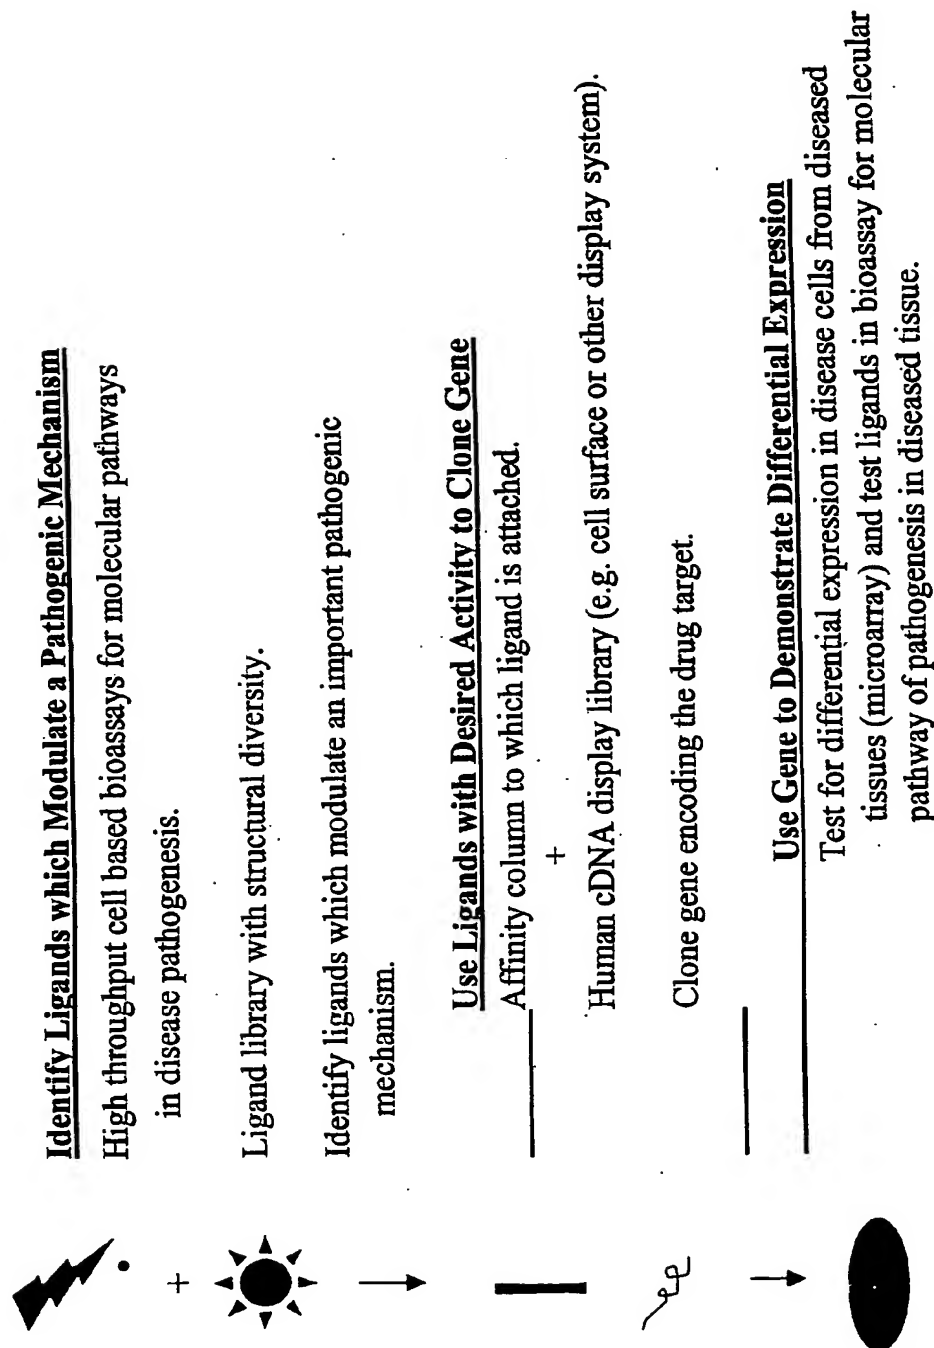 Identify Ligands which Modulate a Pathogenic Mechanism
High throughput cell based bioassays for molecular pathways
in disease pathogenesis.
+
Ligand library with structural diversity.
Identify ligands which modulate an important pathogenic
mechanism.
Use Ligands with Desired Activity to Clone Gene
Affinity column to which ligand is attached.
+
Human cDNA display library (e.g. cell surface or other display system).
Clone gene encoding the drug target.
Use Gene to Demonstrate Differential Expression
Test for differential expression in disease cells from diseased
tissues (microarray) and test ligands in bioassay for molecular
pathway of pathogenesis in diseased tissue.